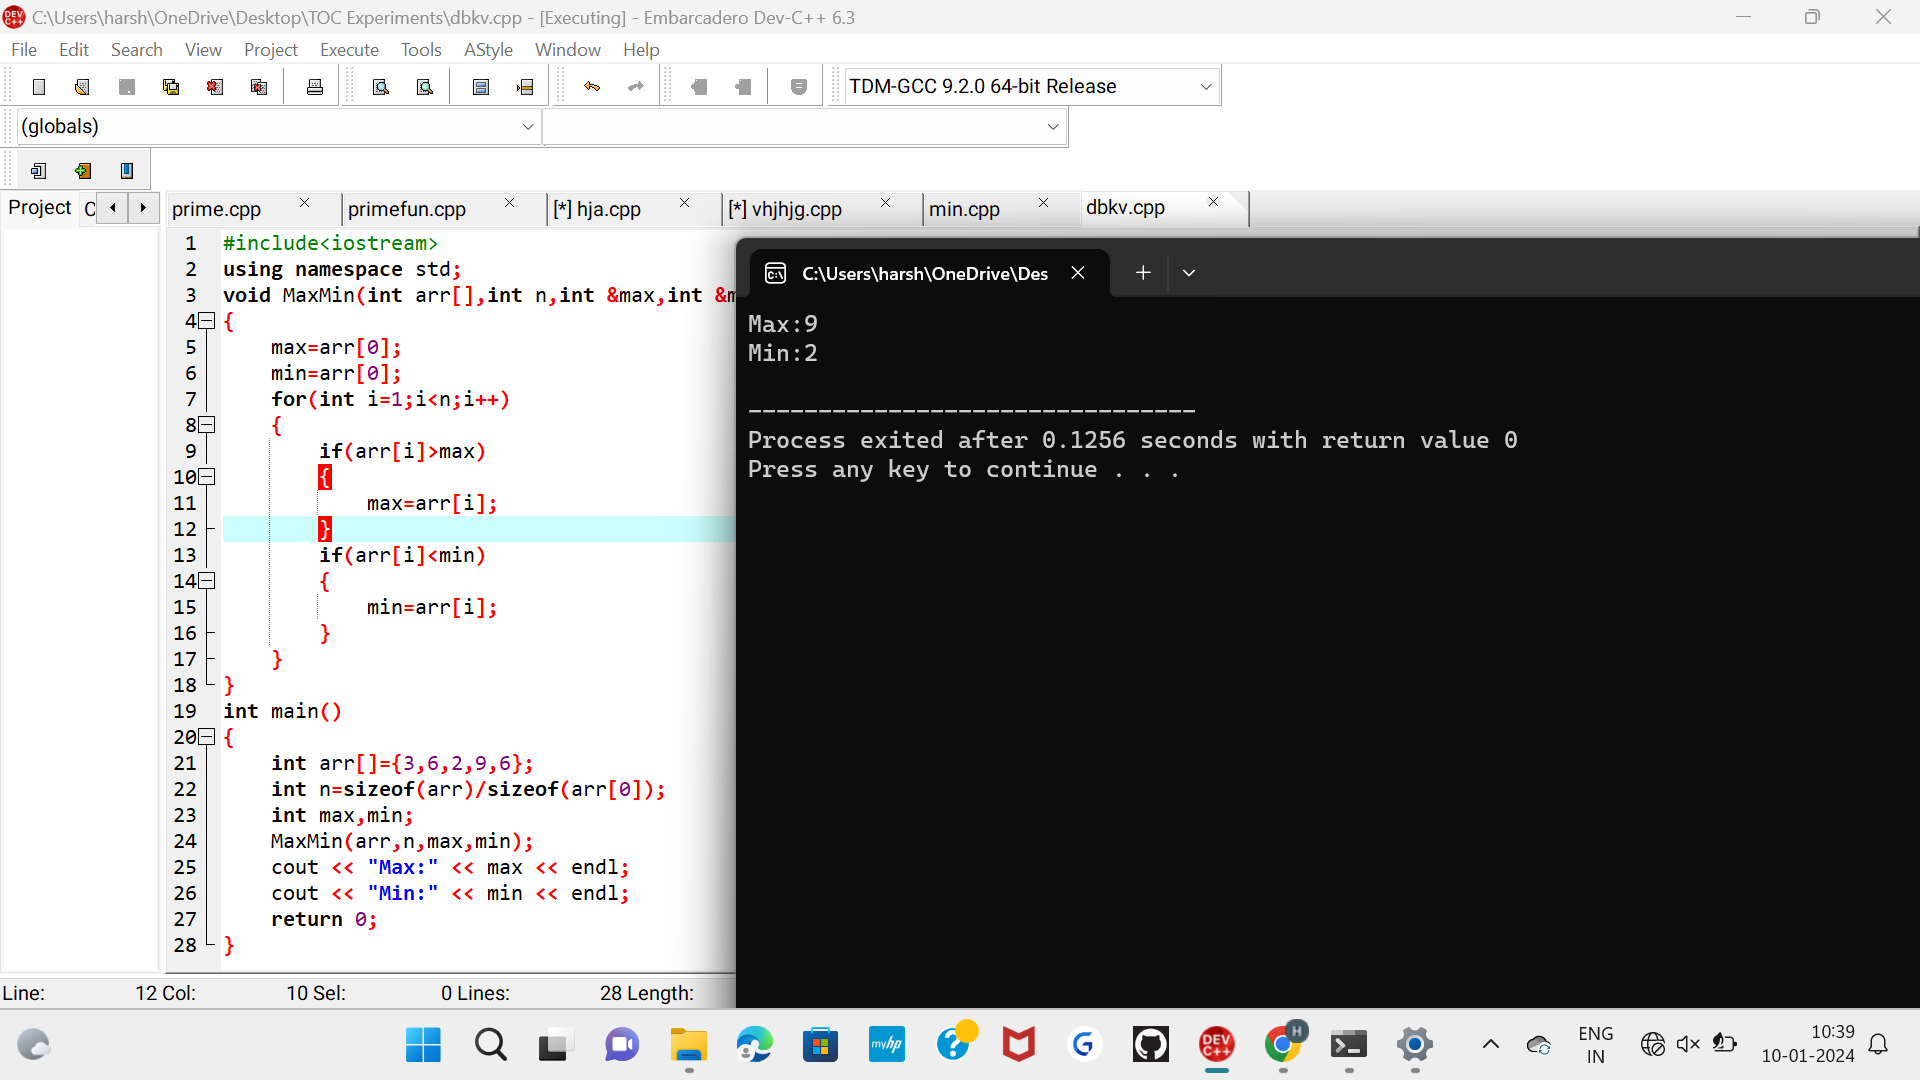 C:\Users\harsh\OneDrive\Desktop\TOC Experiments\dbkv.cpp - [Executing] - Embarcadero Dev-C++ 6.3
File Edit Search View Project Execute Tools AStyle Window Help
TDM-GCC 9.2.0 64-bit Release
(globals)
Project
prime.cpp primefun.cpp [*] hja.cpp [*] vhjhjg.cpp min.cpp dbkv.cpp
1 #include<iostream>
2 using namespace std;
3 void MaxMin(int arr[],int n,int &max,int &m
4 {
5 max=arr[0];
6 min=arr[0];
7 for(int i=1;i<n;i++)
8 {
9 if(arr[i]>max)
10 {
11 max=arr[i];
12 }
13 if(arr[i]<min)
14 {
15 min=arr[i];
16 }
17 }
18 }
19 int main()
20 {
21 int arr[]={3,6,2,9,6};
22 int n=sizeof(arr)/sizeof(arr[0]);
23 int max,min;
24 MaxMin(arr,n,max,min);
25 cout << "Max:" << max << endl;
26 cout << "Min:" << min << endl;
27 return 0;
28 }
C:\Users\harsh\OneDrive\Des
Max:9
Min:2
--------------------------------
Process exited after 0.1256 seconds with return value 0
Press any key to continue . . .
Line: 12 Col: 10 Sel: 0 Lines: 28 Length:
myhp
DEV C++
H
ENG
IN
10:39
10-01-2024